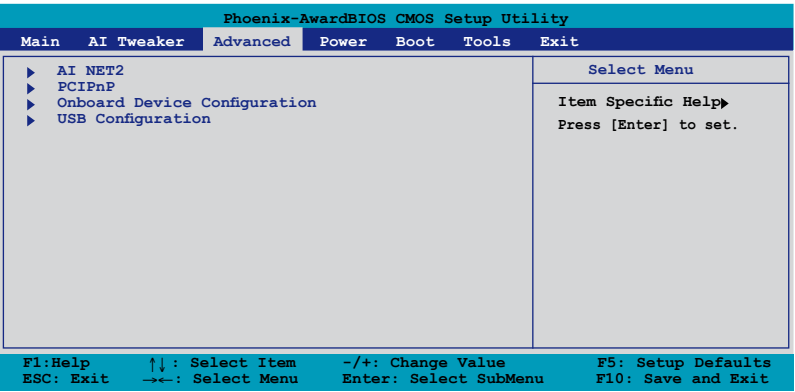 Phoenix-AwardBIOS CMOS Setup Utility
Main AI Tweaker Advanced Power Boot Tools Exit
AI NET2
PCIPnP
Onboard Device Configuration
USB Configuration
Select Menu
Item Specific Help▶
Press [Enter] to set.
F1:Help ↑↓: Select Item -/+: Change Value F5: Setup Defaults
ESC: Exit →←: Select Menu Enter: Select SubMenu F10: Save and Exit